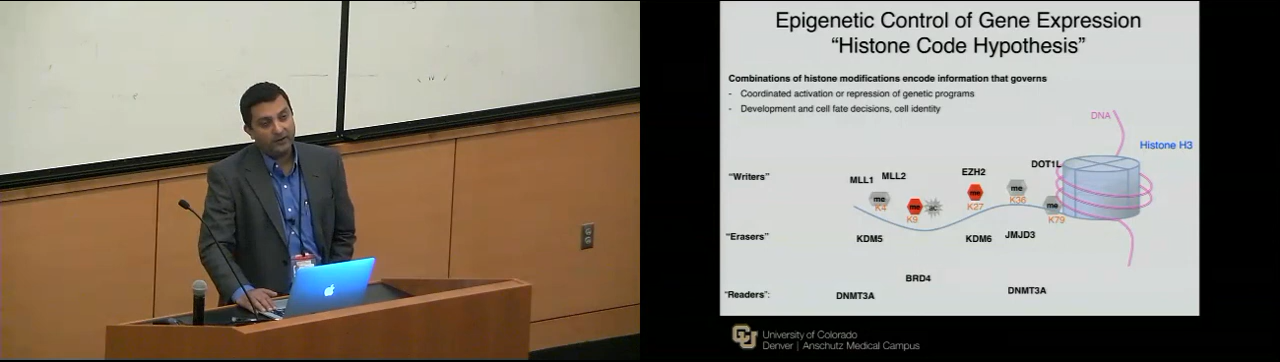 Epigenetic Control of Gene Expression
“Histone Code Hypothesis”
Combinations of histone modifications encode information that governs
- Coordinated activation or repression of genetic programs
- Development and cell fate decisions, cell identity
DNA
Histone H3
DOT1L
“Writers”
MLL1
MLL2
EZH2
me
K4
me
K9
ac
me
K27
me
K36
me
K79
“Erasers”
KDM5
KDM6
JMJD3
BRD4
“Readers”:
DNMT3A
DNMT3A
CU
University of Colorado
Denver | Anschutz Medical Campus